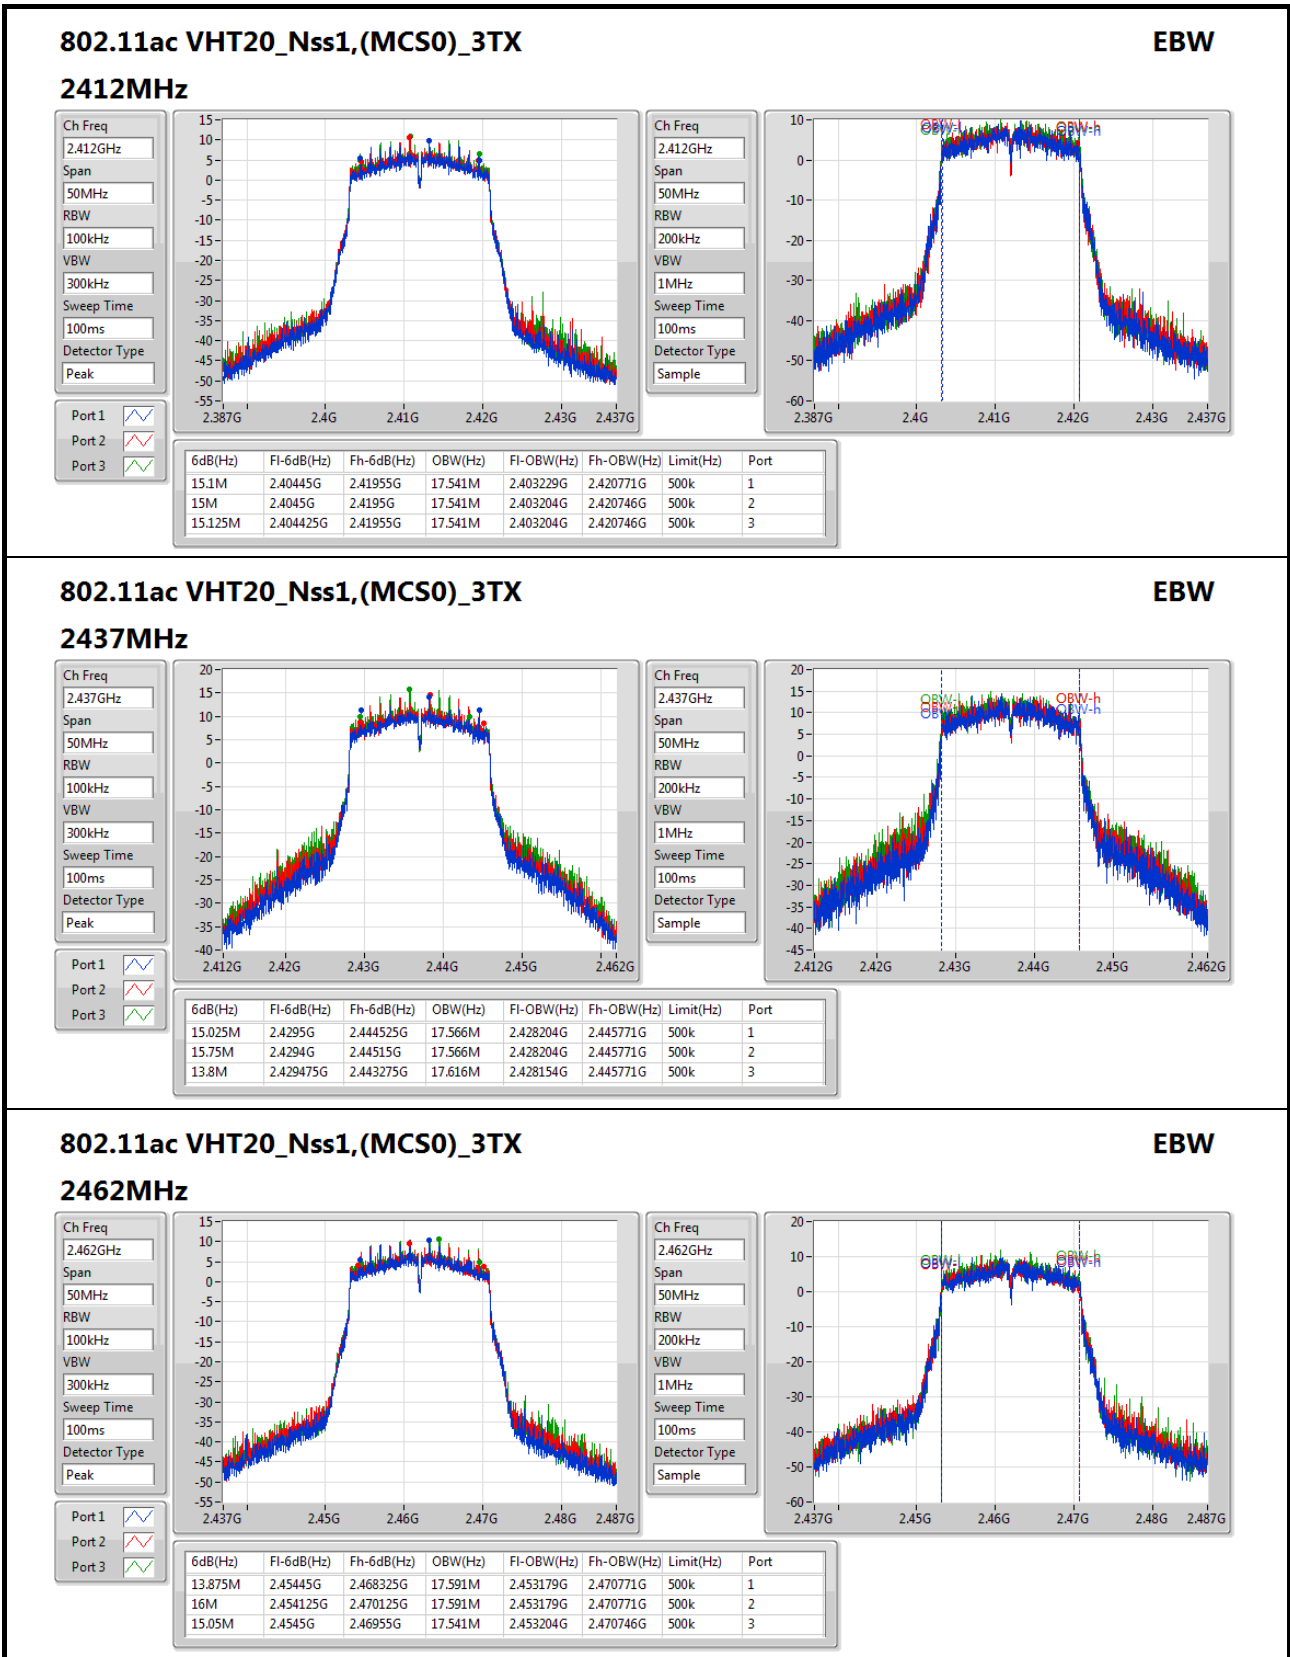 802.11ac VHT20_Nss1,(MCS0)_3TX EBW
2412MHz
Ch Freq
2.412GHz
Span
50MHz
RBW
100kHz
VBW
300kHz
Sweep Time
100ms
Detector Type
Peak
Port 1
Port 2
Port 3
15
10
5
0
-5
-10
-15
-20
-25
-30
-35
-40
-45
-50
-55
2.387G 2.4G 2.41G 2.42G 2.43G 2.437G
Ch Freq
2.412GHz
Span
50MHz
RBW
200kHz
VBW
1MHz
Sweep Time
100ms
Detector Type
Sample
10
0
-10
-20
-30
-40
-50
-60
OBW-l OBW-h
2.387G 2.4G 2.41G 2.42G 2.43G 2.437G
6dB(Hz) Fl-6dB(Hz) Fh-6dB(Hz) OBW(Hz) Fl-OBW(Hz) Fh-OBW(Hz) Limit(Hz) Port
15.1M 2.40445G 2.41955G 17.541M 2.403229G 2.420771G 500k 1
15M 2.4045G 2.4195G 17.541M 2.403204G 2.420746G 500k 2
15.125M 2.404425G 2.41955G 17.541M 2.403204G 2.420746G 500k 3
802.11ac VHT20_Nss1,(MCS0)_3TX EBW
2437MHz
Ch Freq
2.437GHz
Span
50MHz
RBW
100kHz
VBW
300kHz
Sweep Time
100ms
Detector Type
Peak
Port 1
Port 2
Port 3
20
15
10
5
0
-5
-10
-15
-20
-25
-30
-35
-40
2.412G 2.42G 2.43G 2.44G 2.45G 2.462G
Ch Freq
2.437GHz
Span
50MHz
RBW
200kHz
VBW
1MHz
Sweep Time
100ms
Detector Type
Sample
20
15
10
5
0
-5
-10
-15
-20
-25
-30
-35
-40
-45
OBW-l OBW-h
OBW-h
2.412G 2.42G 2.43G 2.44G 2.45G 2.462G
6dB(Hz) Fl-6dB(Hz) Fh-6dB(Hz) OBW(Hz) Fl-OBW(Hz) Fh-OBW(Hz) Limit(Hz) Port
15.025M 2.4295G 2.444525G 17.566M 2.428204G 2.445771G 500k 1
15.75M 2.4294G 2.44515G 17.566M 2.428204G 2.445771G 500k 2
13.8M 2.429475G 2.443275G 17.616M 2.428154G 2.445771G 500k 3
802.11ac VHT20_Nss1,(MCS0)_3TX EBW
2462MHz
Ch Freq
2.462GHz
Span
50MHz
RBW
100kHz
VBW
300kHz
Sweep Time
100ms
Detector Type
Peak
Port 1
Port 2
Port 3
15
10
5
0
-5
-10
-15
-20
-25
-30
-35
-40
-45
-50
-55
2.437G 2.45G 2.46G 2.47G 2.48G 2.487G
Ch Freq
2.462GHz
Span
50MHz
RBW
200kHz
VBW
1MHz
Sweep Time
100ms
Detector Type
Sample
20
10
0
-10
-20
-30
-40
-50
-60
OBW-l OBW-h
2.437G 2.45G 2.46G 2.47G 2.48G 2.487G
6dB(Hz) Fl-6dB(Hz) Fh-6dB(Hz) OBW(Hz) Fl-OBW(Hz) Fh-OBW(Hz) Limit(Hz) Port
13.875M 2.45445G 2.468325G 17.591M 2.453179G 2.470771G 500k 1
16M 2.454125G 2.470125G 17.591M 2.453179G 2.470771G 500k 2
15.05M 2.4545G 2.46955G 17.541M 2.453204G 2.470746G 500k 3